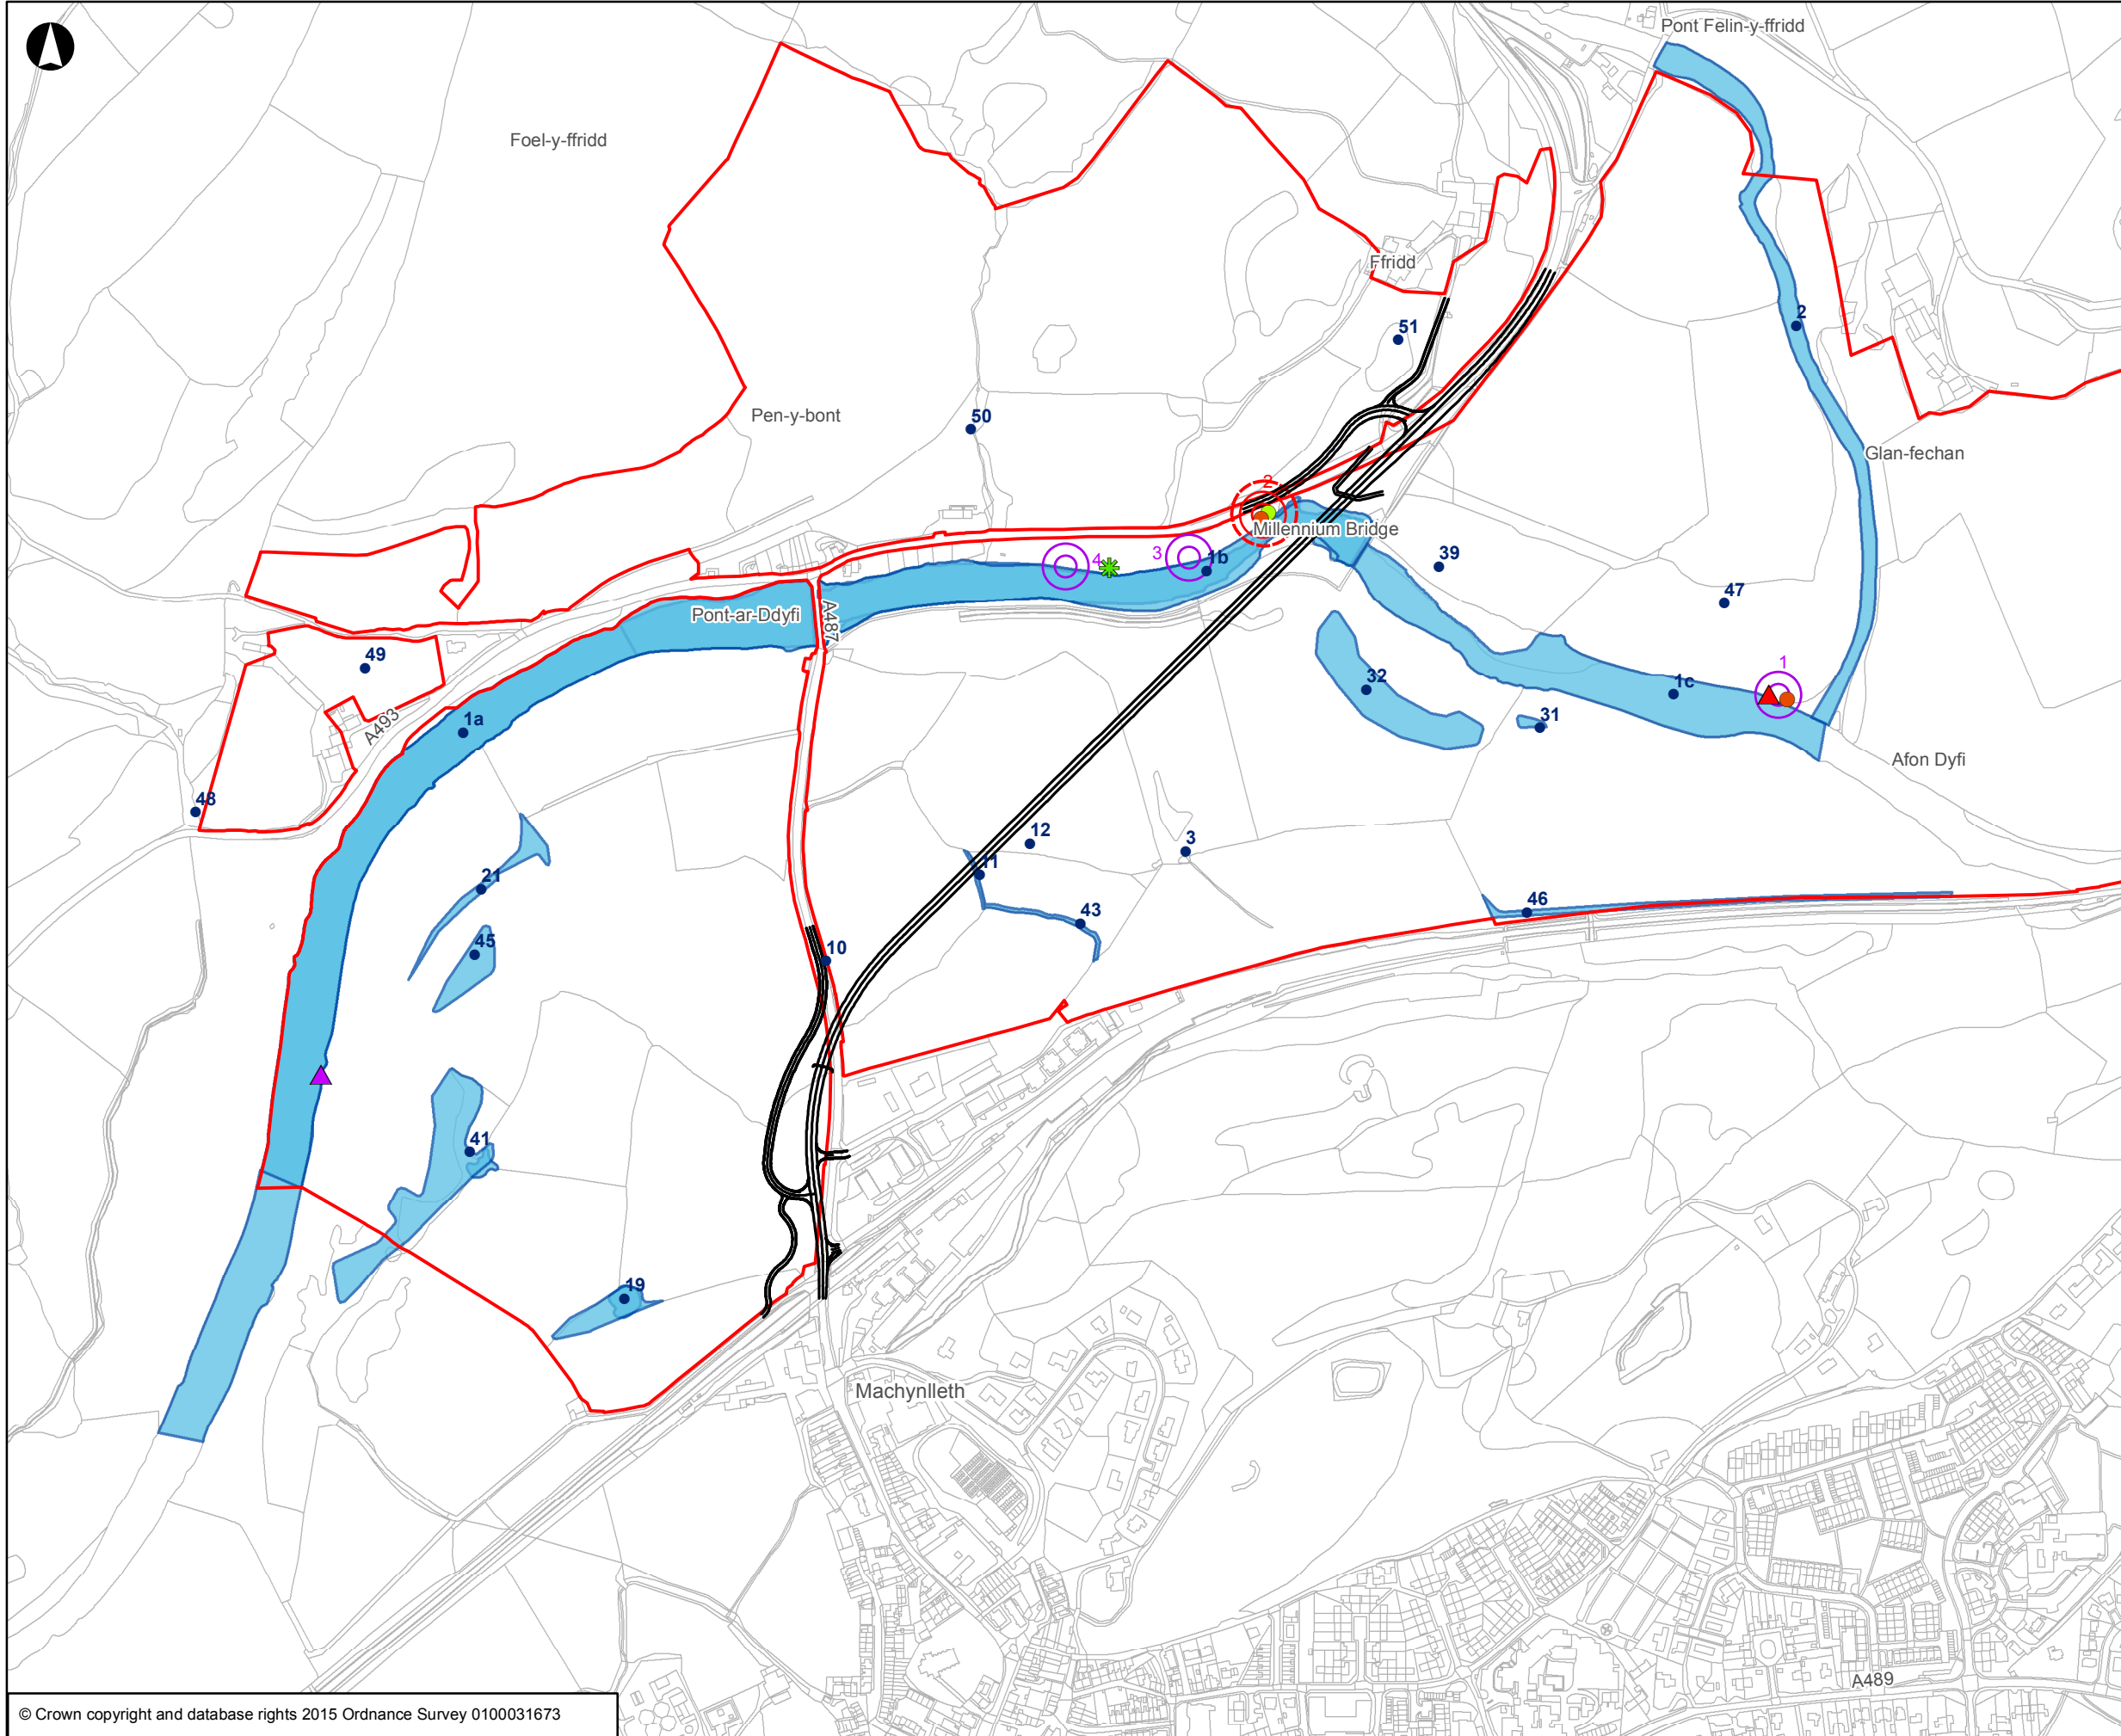 Pont Felin-y-ffridd
Foel-y-ffridd
Ffridd
2
51
Pen-y-bont
50
Glan-fechan
2
Millennium Bridge
4
3
1b
39
47
Pont-ar-Ddyfi
A487
49
1
1c
32
31
1a
A493
Afon Dyfi
48
12
3
11
21
43
46
45
10
41
19
Machynlleth
A489
© Crown copyright and database rights 2015 Ordnance Survey 0100031673